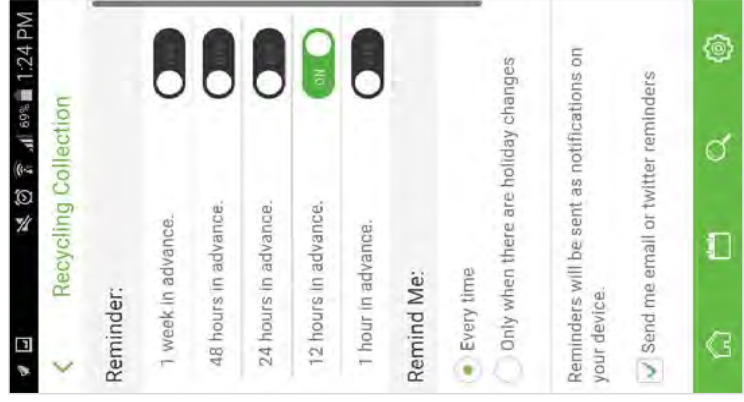 69% 1:24 PM
Recycling Collection
Reminder:
1 week in advance.
48 hours in advance.
24 hours in advance.
12 hours in advance.
ON
1 hour in advance.
Remind Me:
Every time
Only when there are holiday changes
Reminders will be sent as notifications on
your device.
Send me email or twitter reminders